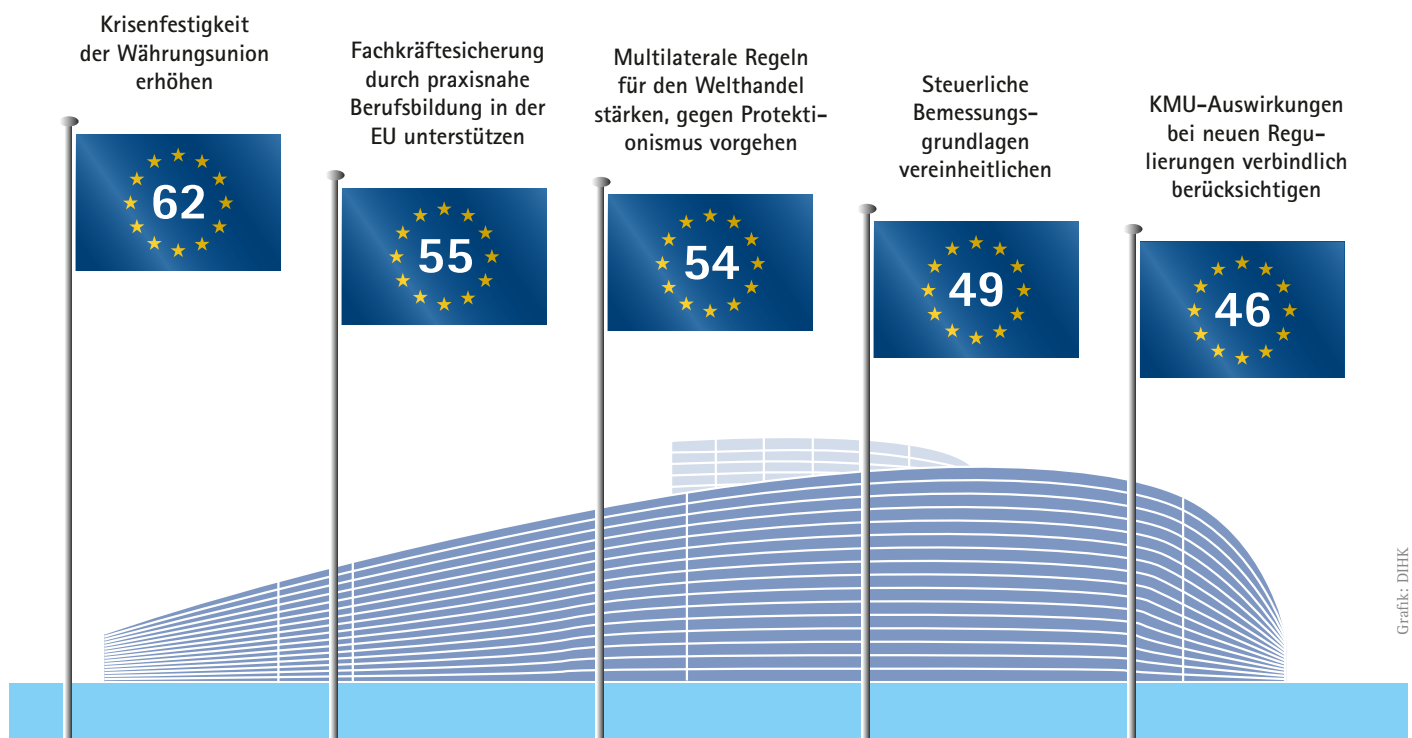 Krisenfestigkeit
der Währungsunion
erhöhen
62
Fachkräftesicherung
durch praxisnahe
Berufsbildung in der
EU unterstützen
55
Multilaterale Regeln
für den Welthandel
stärken, gegen Protekti-
onismus vorgehen
54
Steuerliche
Bemessungs-
grundlagen
vereinheitlichen
49
KMU-Auswirkungen
bei neuen Regu-
lierungen verbindlich
berücksichtigen
46
Grafik: DIHK